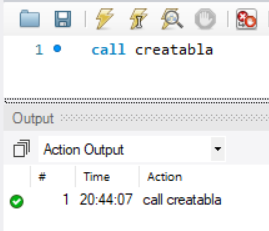 1 call creatabla
Output
Action Output
# Time Action
1 20:44:07 call creatabla